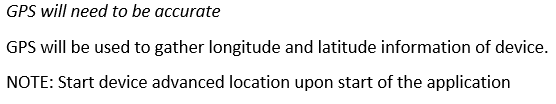 GPS will need to be accurate
GPS will be used to gather longitude and latitude information of device.
NOTE: Start device advanced location upon start of the application